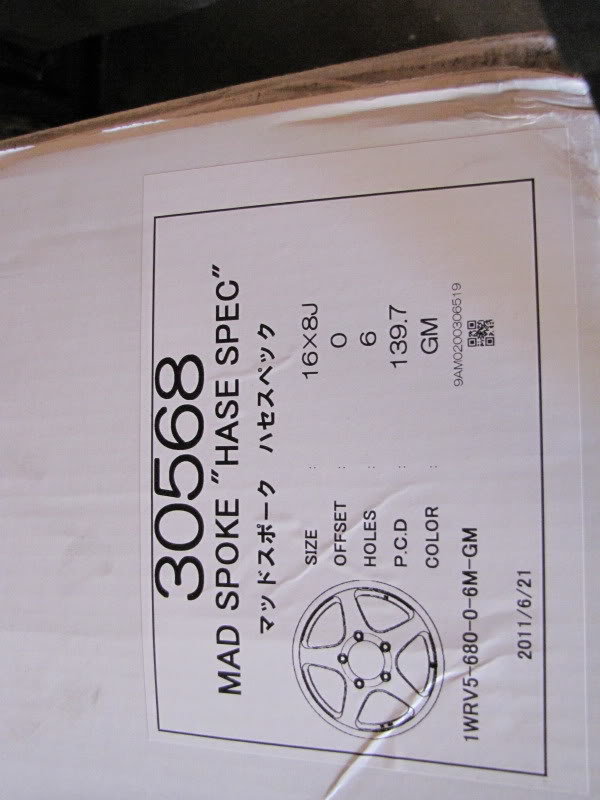 30568
MAD SPOKE "HASE SPEC"
マッドスポーク ハセスペック
SIZE : 16×8J
OFFSET : 0
HOLES : 6
P.C.D : 139.7
COLOR : GM
9AM0200306519
1WRV5-680-0-6M-GM
2011/6/21